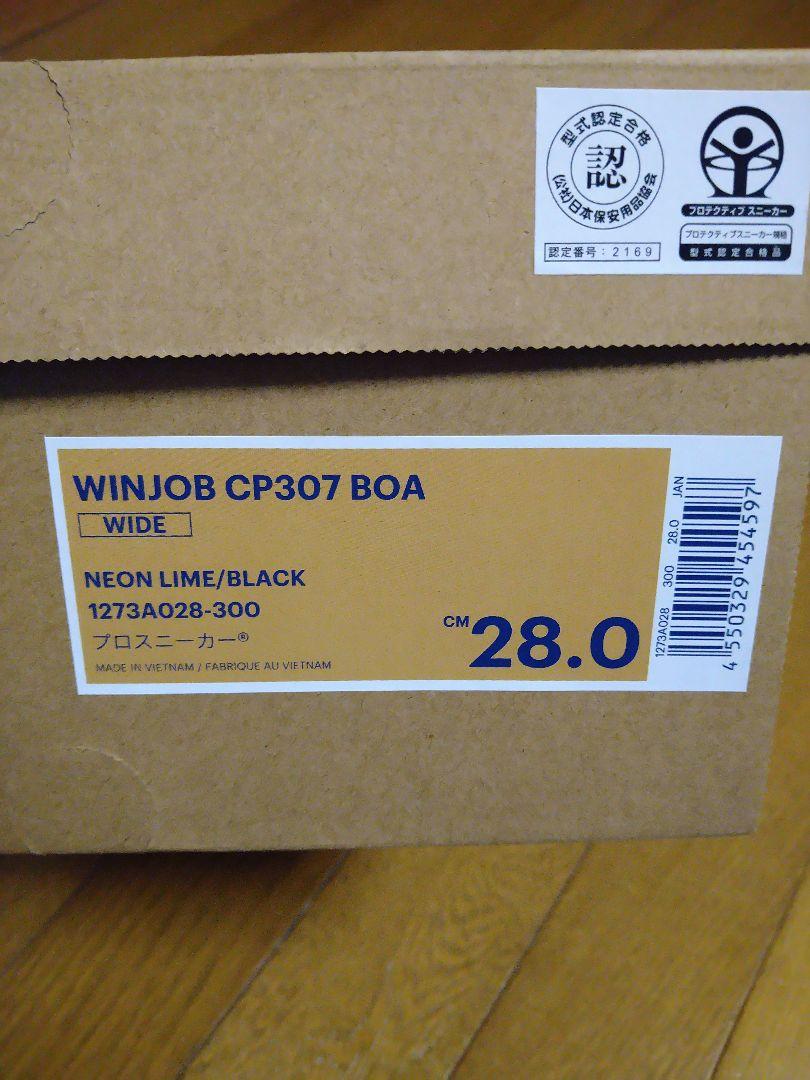 型式認定合格
認
(公社)日本保安用品協会
認定番号:2169
プロテクティブ スニーカー
プロテクティブスニーカー規格
型式認定合格品
WINJOB CP307 BOA
WIDE
NEON LIME/BLACK
1273A028-300
プロスニーカー®
MADE IN VIETNAM / FABRIQUE AU VIETNAM
CM 28.0
1273A028 300 28.0 JAN
4 550329 454597